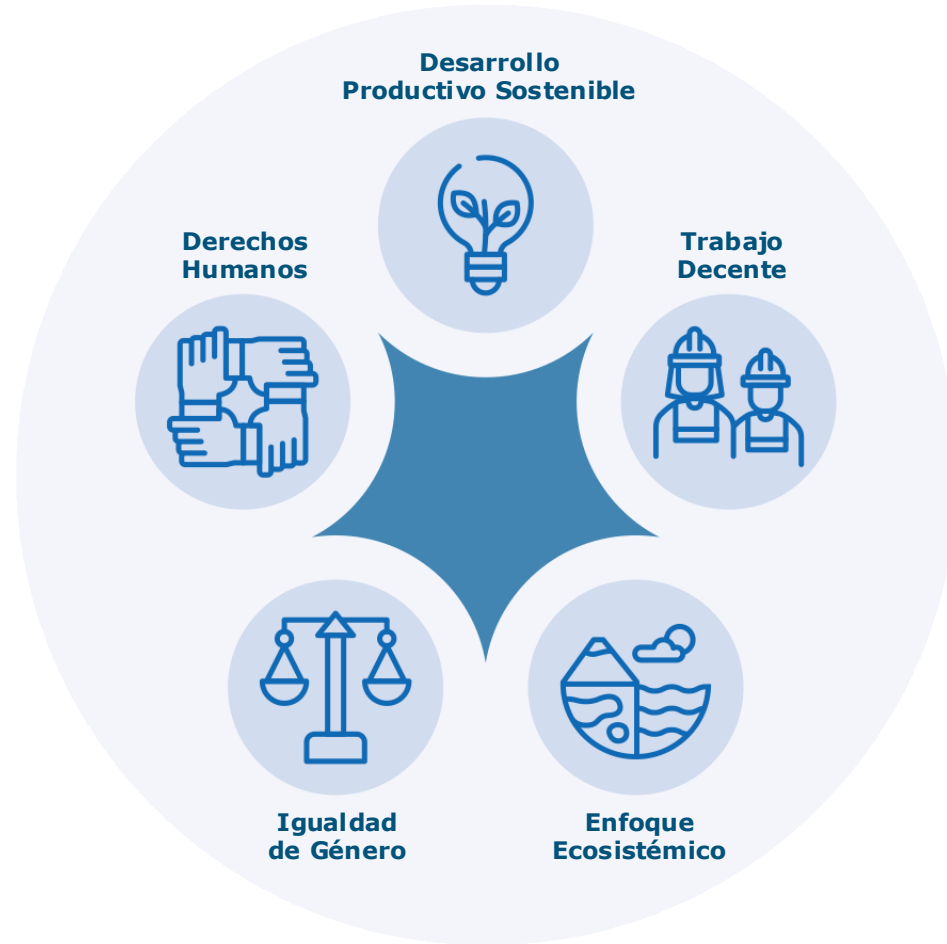 Desarrollo
Productivo Sostenible
Derechos
Humanos
Trabajo
Decente
Igualdad
de Género
Enfoque
Ecosistémico